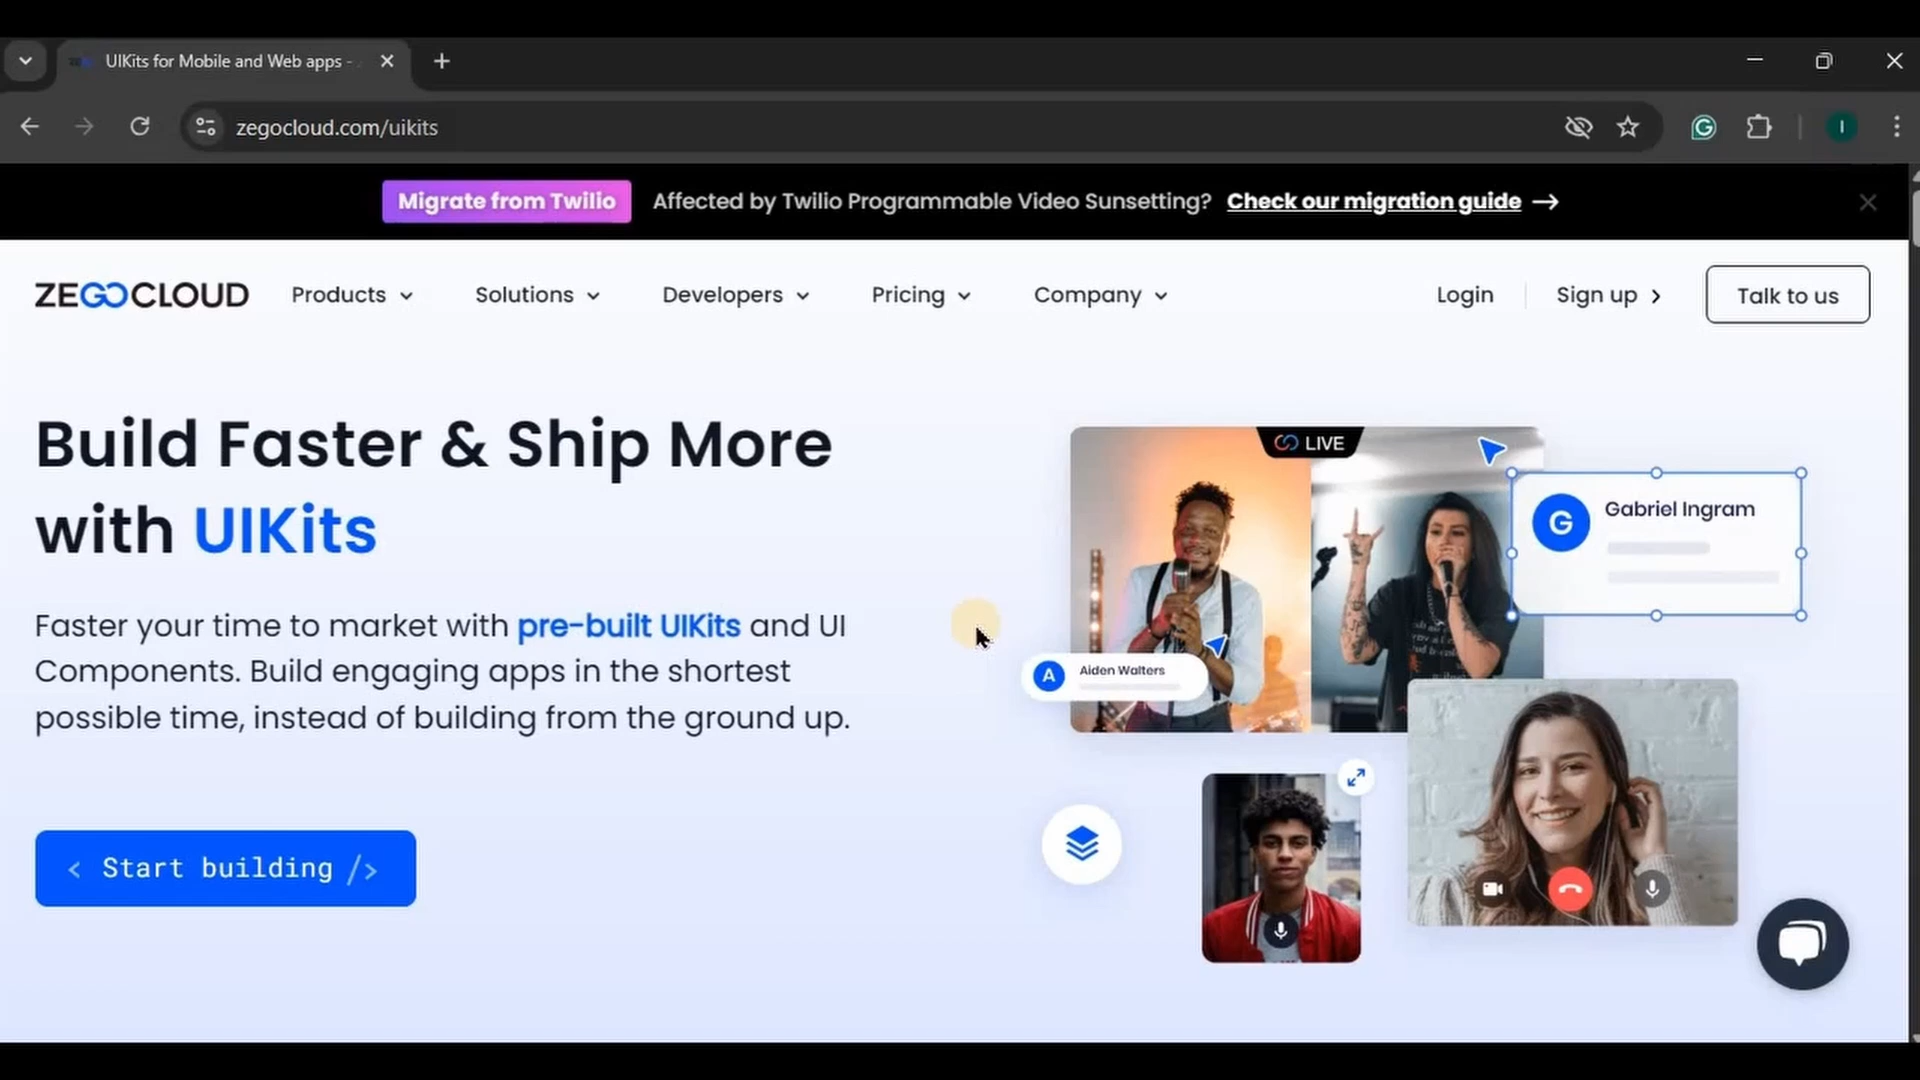 UIKits for Mobile and Web apps -
zegocloud.com/uikits
I
Migrate from Twilio Affected by Twilio Programmable Video Sunsetting? Check our migration guide →
ZEGOCLOUD Products Solutions Developers Pricing Company Login Sign up > Talk to us
Build Faster & Ship More
with UIKits
Faster your time to market with pre-built UIKits and UI
Components. Build engaging apps in the shortest
possible time, instead of building from the ground up.
< Start building />
LIVE
G Gabriel Ingram
A Aiden Walters